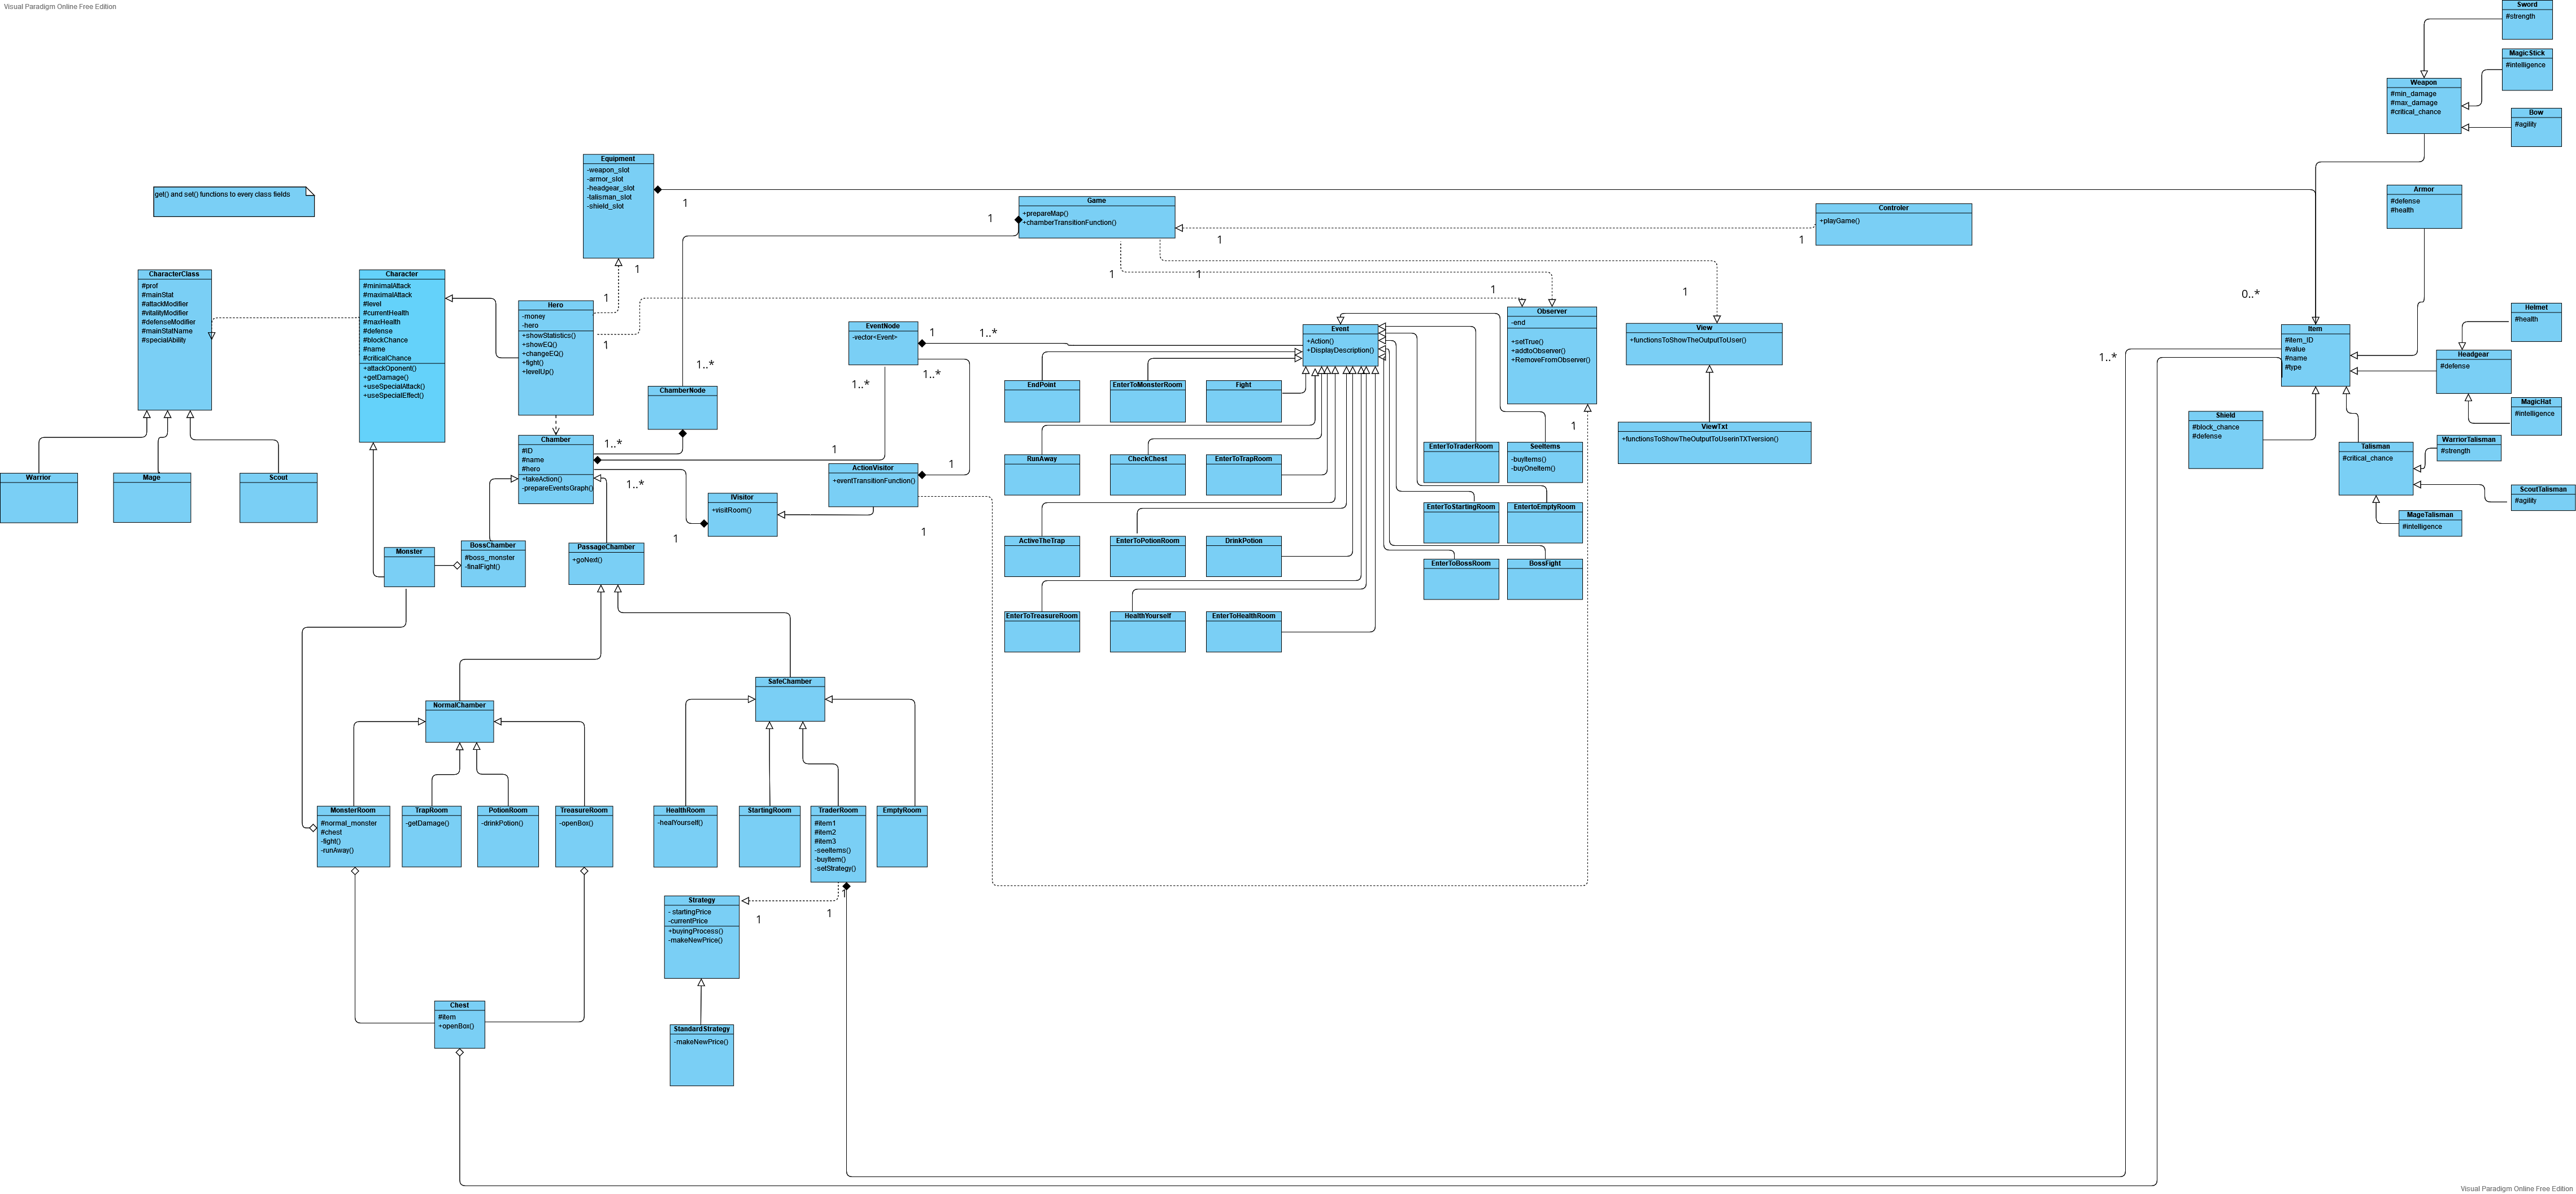 Visual Paradigm Online Free Edition
Sword
#strength
MagicStick
#intelligence
Weapon
#min_damage
#max_damage
#critical_chance
Bow
#agility
Equipment
-weapon_slot
-armor_slot
-headgear_slot
-talisman_slot
-shield_slot
get() and set() functions to every class fields
Armor
#defense
#health
Game
+prepareMap()
+chamberTransitionFunction()
Controler
+playGame()
1
1
1
1
1
1
1
1
1
1
1
0..*
CharacterClass
#prof
#mainStat
#attackModifier
#vitalityModifier
#defenseModifier
#mainStatName
#specialAbility
Character
#minimalAttack
#maximalAttack
#level
#currentHealth
#maxHealth
#defense
#blockChance
#name
#criticalChance
+attackOponent()
+getDamage()
+useSpecialAttack()
+useSpecialEffect()
Hero
-money
-hero
+showStatistics()
+showEQ()
+changeEQ()
+fight()
+levelUp()
EventNode
-vector<Event>
1
1..*
Event
+Action()
+DisplayDescription()
Observer
-end
+setTrue()
+addtoObserver()
+RemoveFromObserver()
View
+functionsToShowTheOutputToUser()
Item
#item_ID
#value
#name
#type
1..*
Helmet
#health
Headgear
#defense
MagicHat
#intelligence
1..*
1..*
1..*
ChamberNode
EndPoint
EnterToMonsterRoom
Fight
ViewTxt
+functionsToShowTheOutputToUserinTXTversion()
Shield
#block_chance
#defense
Talisman
#critical_chance
WarriorTalisman
#strength
ScoutTalisman
#agility
MageTalisman
#intelligence
Chamber
#ID
#name
#hero
+takeAction()
-prepareEventsGraph()
1..*
1
1..*
ActionVisitor
+eventTransitionFunction()
1
1
1
1
IVisitor
+visitRoom()
RunAway
CheckChest
EnterToTrapRoom
EnterToTraderRoom
SeeItems
-buyItems()
-buyOneItem()
Warrior
Mage
Scout
EnterToStartingRoom
EntertoEmptyRoom
ActiveTheTrap
EnterToPotionRoom
DrinkPotion
EnterToBossRoom
BossFight
Monster
BossChamber
#boss_monster
-finalFight()
PassageChamber
+goNext()
EnterToTreasureRoom
HealthYourself
EnterToHealthRoom
SafeChamber
NormalChamber
MonsterRoom
#normal_monster
#chest
-fight()
-runAway()
TrapRoom
-getDamage()
PotionRoom
-drinkPotion()
TreasureRoom
-openBox()
HealthRoom
-healYourself()
StartingRoom
TraderRoom
#item1
#item2
#item3
-seeItems()
-buyItem()
-setStrategy()
EmptyRoom
1
1
1
Strategy
- startingPrice
-currentPrice
+buyingProcess()
-makeNewPrice()
Chest
#item
+openBox()
StandardStrategy
-makeNewPrice()
Visual Paradigm Online Free Edition